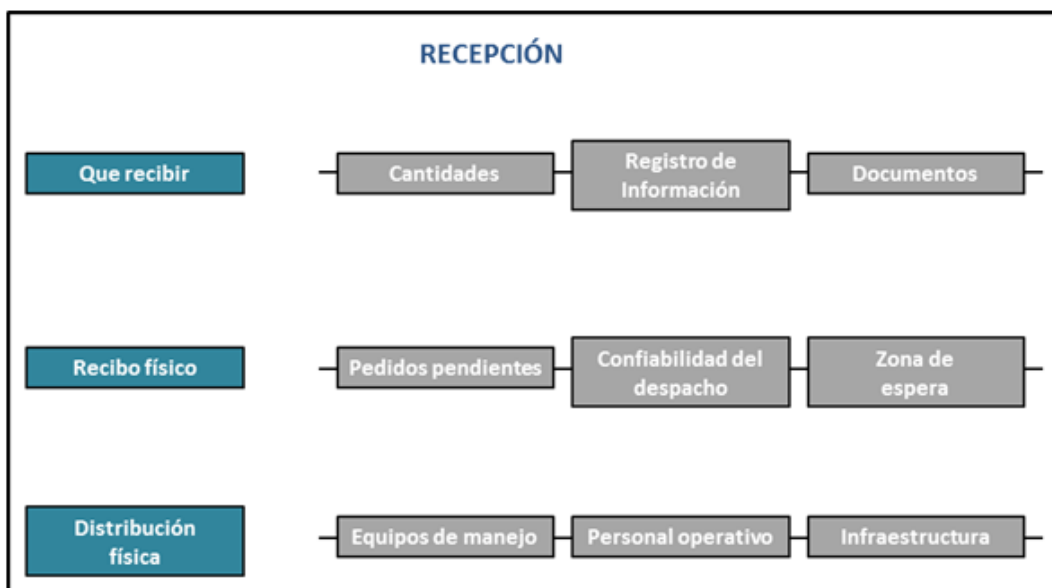 RECEPCIÓN
Que recibir
Cantidades
Registro de
Información
Documentos
Recibo físico
Pedidos pendientes
Confiabilidad del
despacho
Zona de
espera
Distribución
física
Equipos de manejo
Personal operativo
Infraestructura